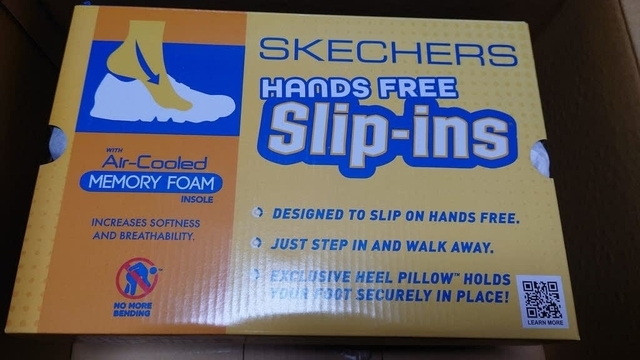 SKECHERS
HANDS FREE
Slip-ins
WITH
Air-Cooled
MEMORY FOAM
INSOLE
INCREASES SOFTNESS
AND BREATHABILITY.
NO MORE
BENDING
DESIGNED TO SLIP ON HANDS FREE.
JUST STEP IN AND WALK AWAY.
EXCLUSIVE HEEL PILLOW™ HOLDS
YOUR FOOT SECURELY IN PLACE!
LEARN MORE